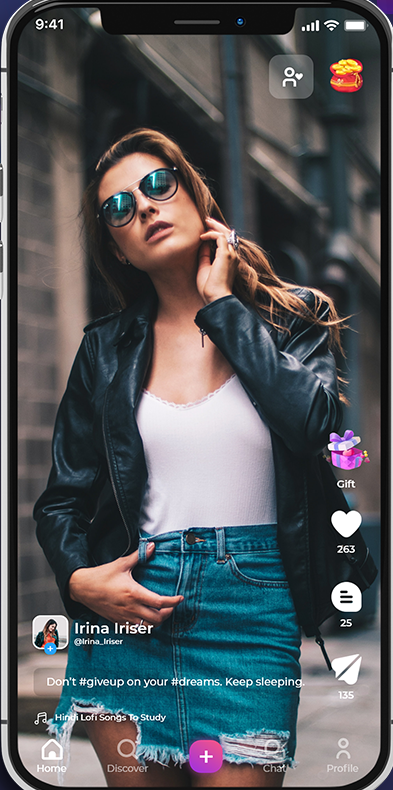 9:41
Gift
263
25
Irina Iriser
@Irina_Iriser
Don't #giveup on your #dreams. Keep sleeping.
135
Hindi Lofi Songs To Study
Home
Discover
Chat
Profile